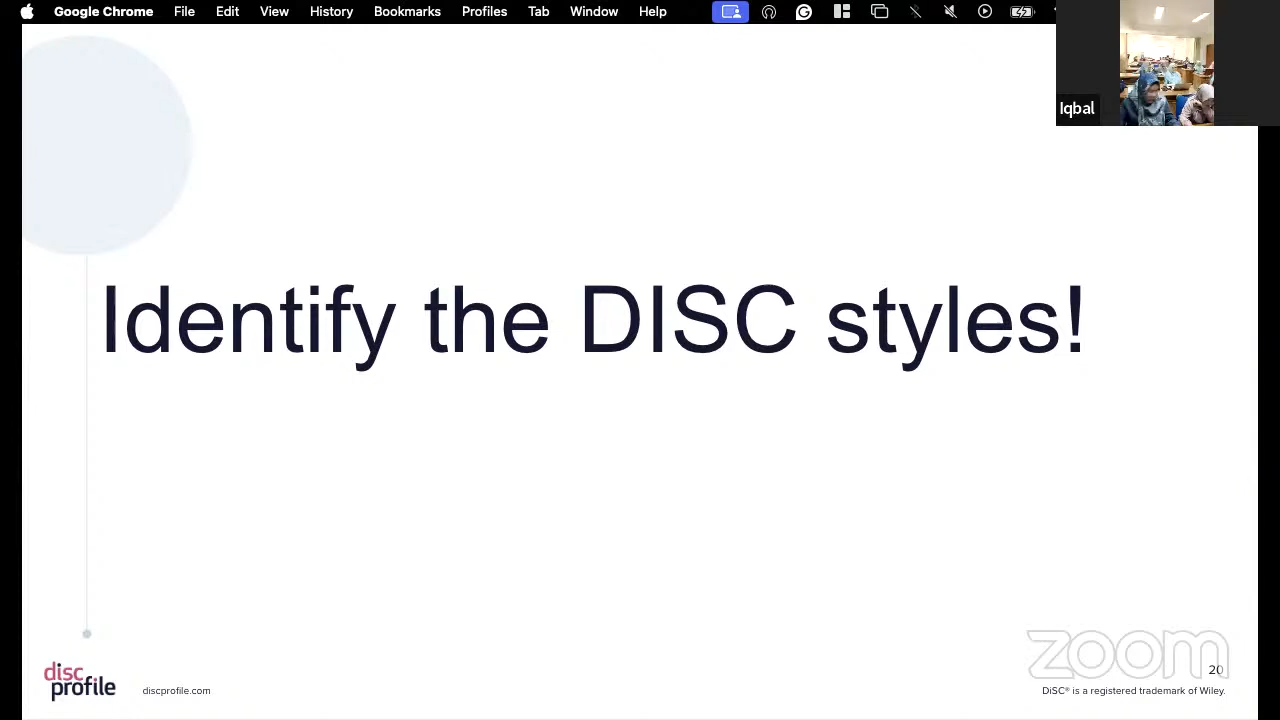 Google Chrome File Edit View History Bookmarks Profiles Tab Window Help
Iqbal
Identify the DISC styles!
zoom
20
disc
profile
discprofile.com
DiSC® is a registered trademark of Wiley.